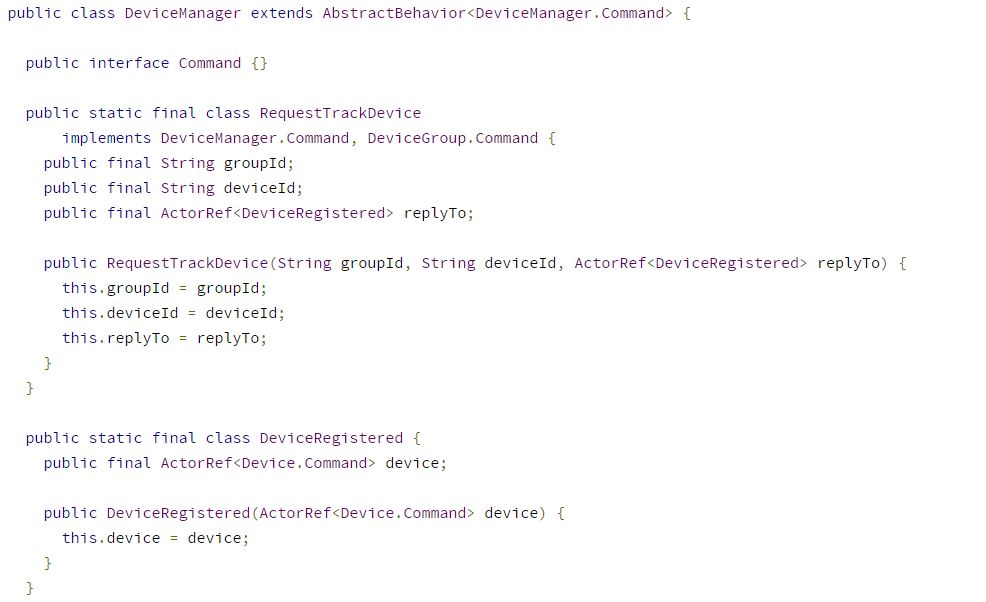 public class DeviceManager extends AbstractBehavior<DeviceManager.Command> {

  public interface Command {}

  public static final class RequestTrackDevice
      implements DeviceManager.Command, DeviceGroup.Command {
    public final String groupId;
    public final String deviceId;
    public final ActorRef<DeviceRegistered> replyTo;

    public RequestTrackDevice(String groupId, String deviceId, ActorRef<DeviceRegistered> replyTo) {
      this.groupId = groupId;
      this.deviceId = deviceId;
      this.replyTo = replyTo;
    }
  }

  public static final class DeviceRegistered {
    public final ActorRef<Device.Command> device;

    public DeviceRegistered(ActorRef<Device.Command> device) {
      this.device = device;
    }
  }